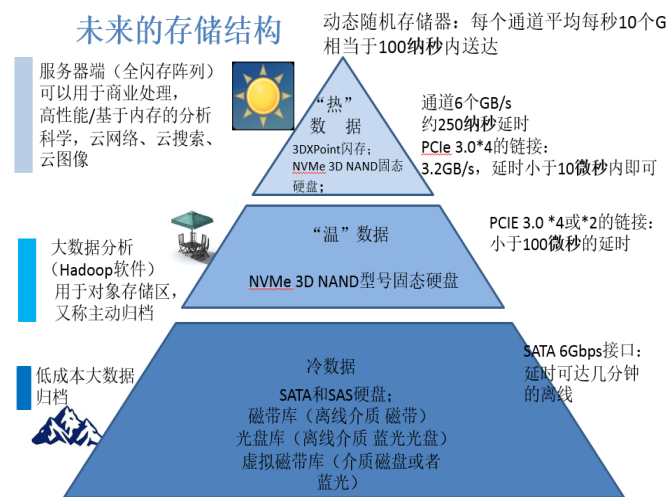 未来的存储结构
动态随机存储器：每个通道平均每秒10个G
相当于100纳秒内送达
服务器端（全闪存阵列）
可以用于商业处理，
高性能/基于内存的分析
科学，云网络、云搜索、
云图像
“热”
数 据
3DXPoint闪存；
NVMe 3D NAND固态
硬盘；
通道6个GB/s
约250纳秒延时
PCIe 3.0*4的链接：
3.2GB/s，延时小于10微秒内即可
大数据分析
（Hadoop软件）
用于对象存储区，
又称主动归档
“温”数据
NVMe 3D NAND型号固态硬盘
PCIE 3.0 *4或*2的链接：
小于100微秒的延时
低成本大数据
归档
冷数据
SATA和SAS硬盘；
磁带库（离线介质 磁带）
光盘库（离线介质 蓝光光盘）
虚拟磁带库（介质磁盘或者
蓝光）
SATA 6Gbps接口：
延时可达几分钟
的离线